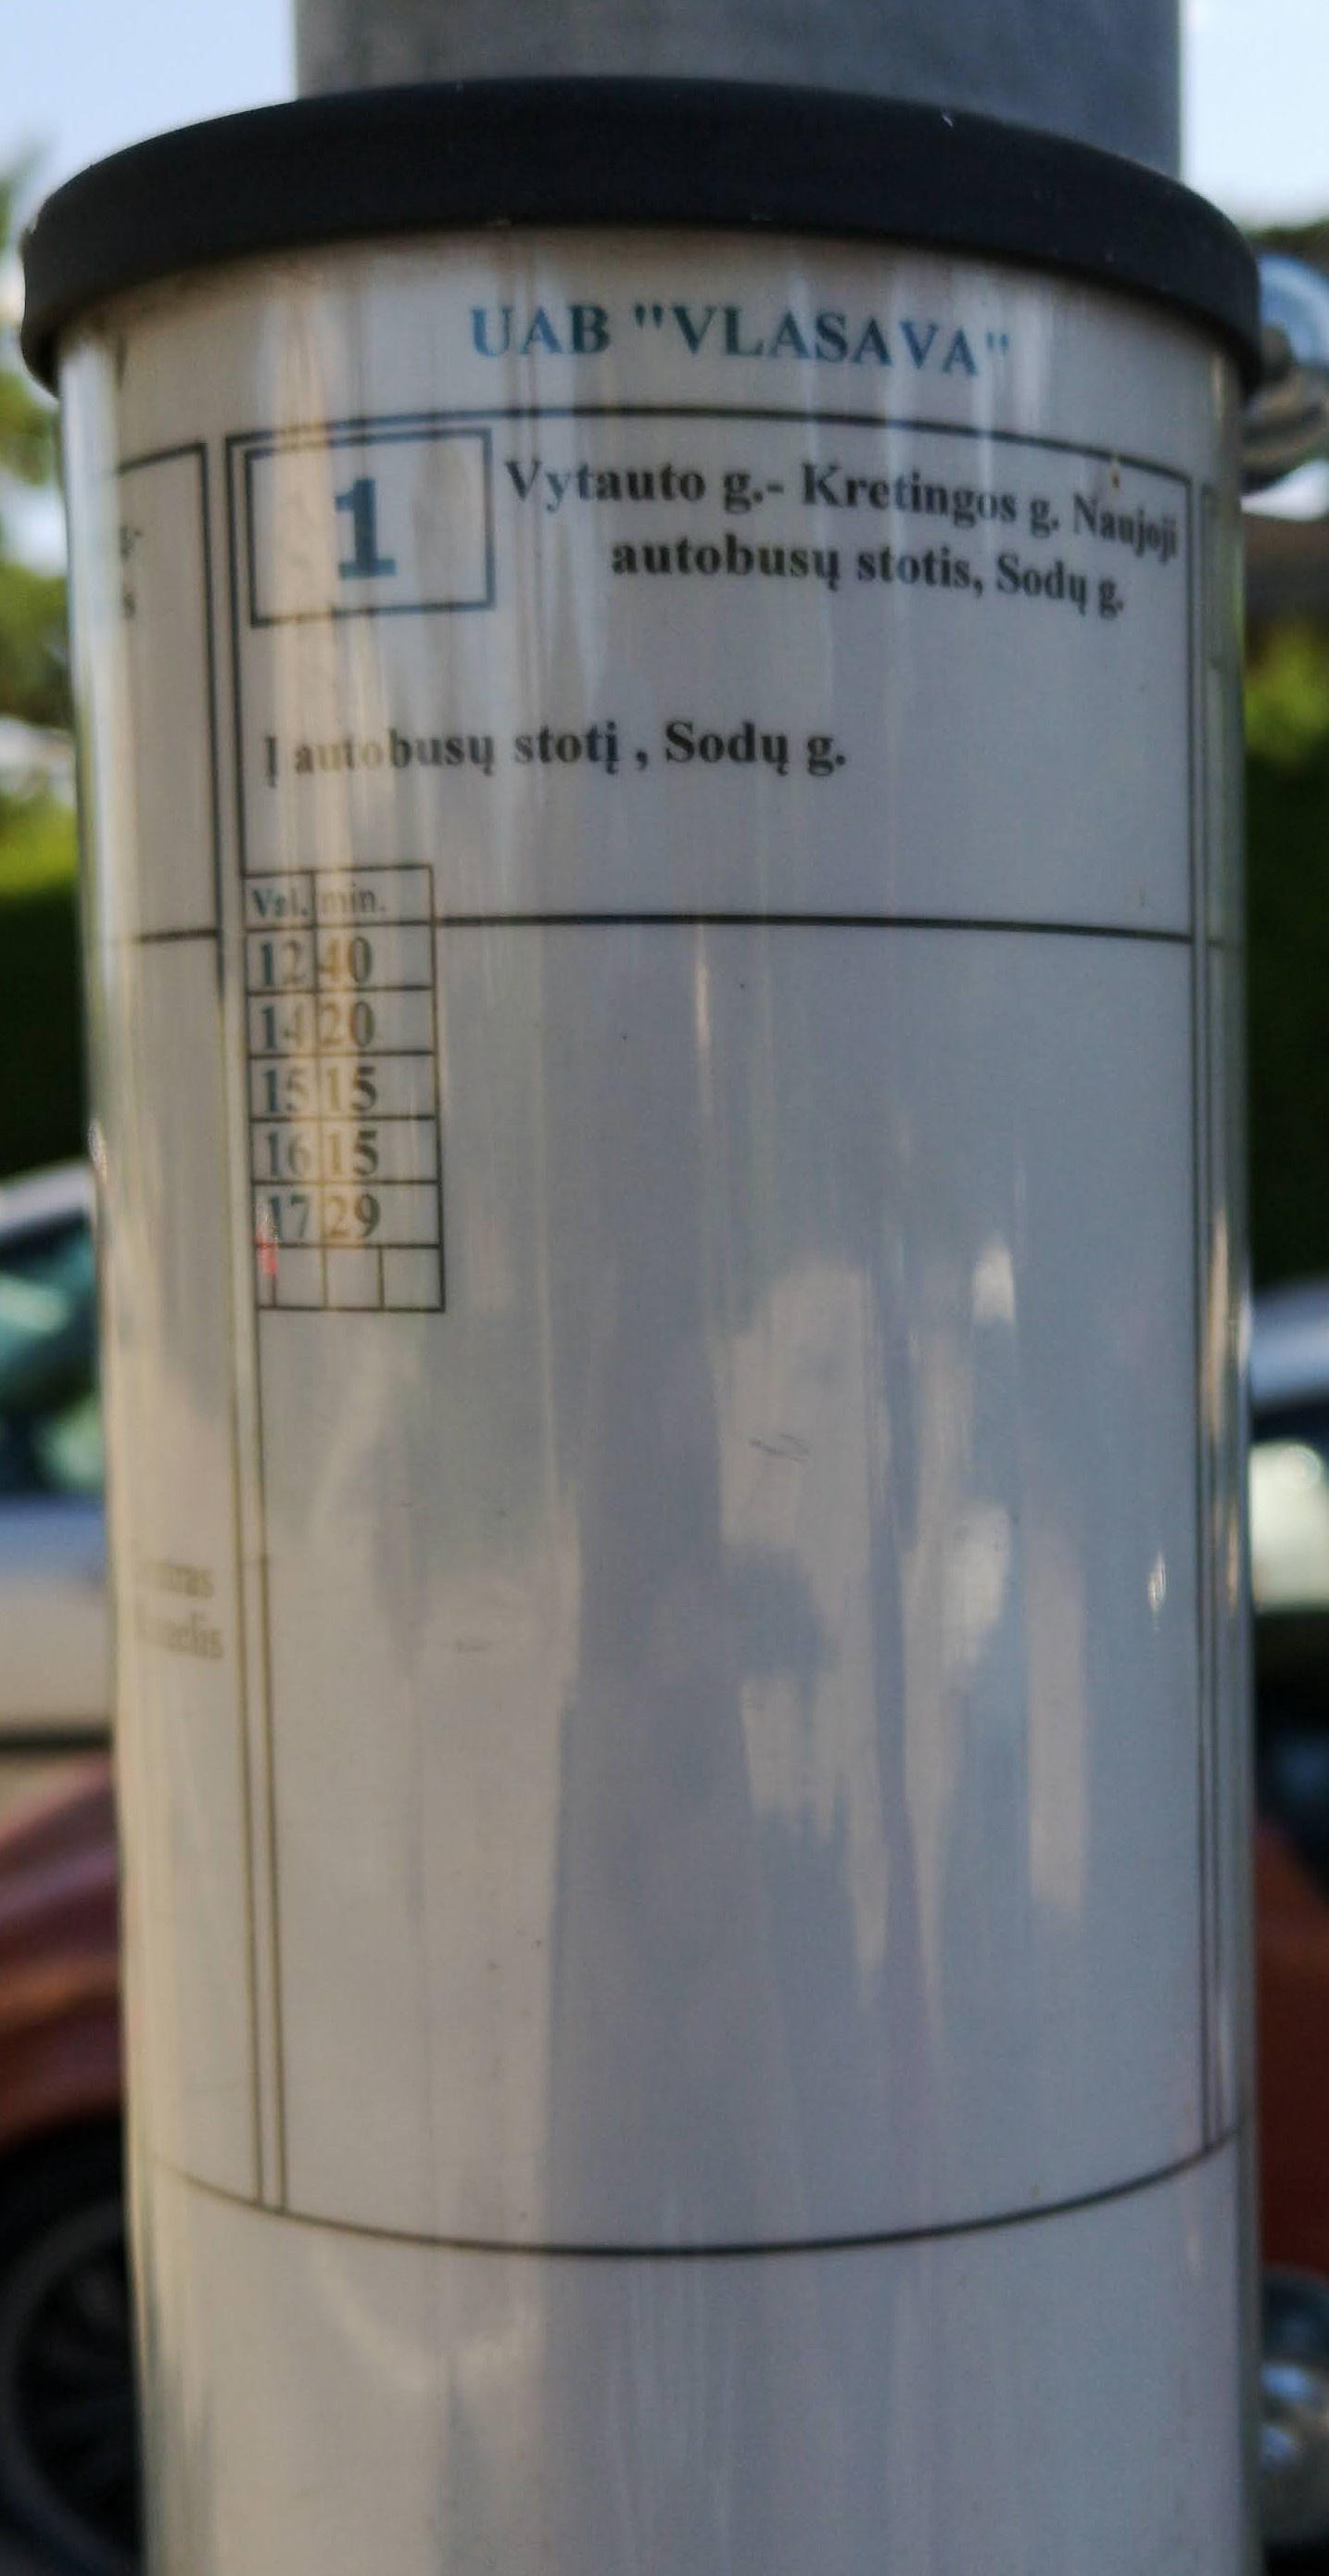 UAB "VLASAVA"
1
Vytauto g.- Kretingos g. Naujoji
autobusų stotis, Sodų g.
Į autobusų stotį , Sodų g.
Val. min.
12 40
14 20
15 15
16 15
17 29